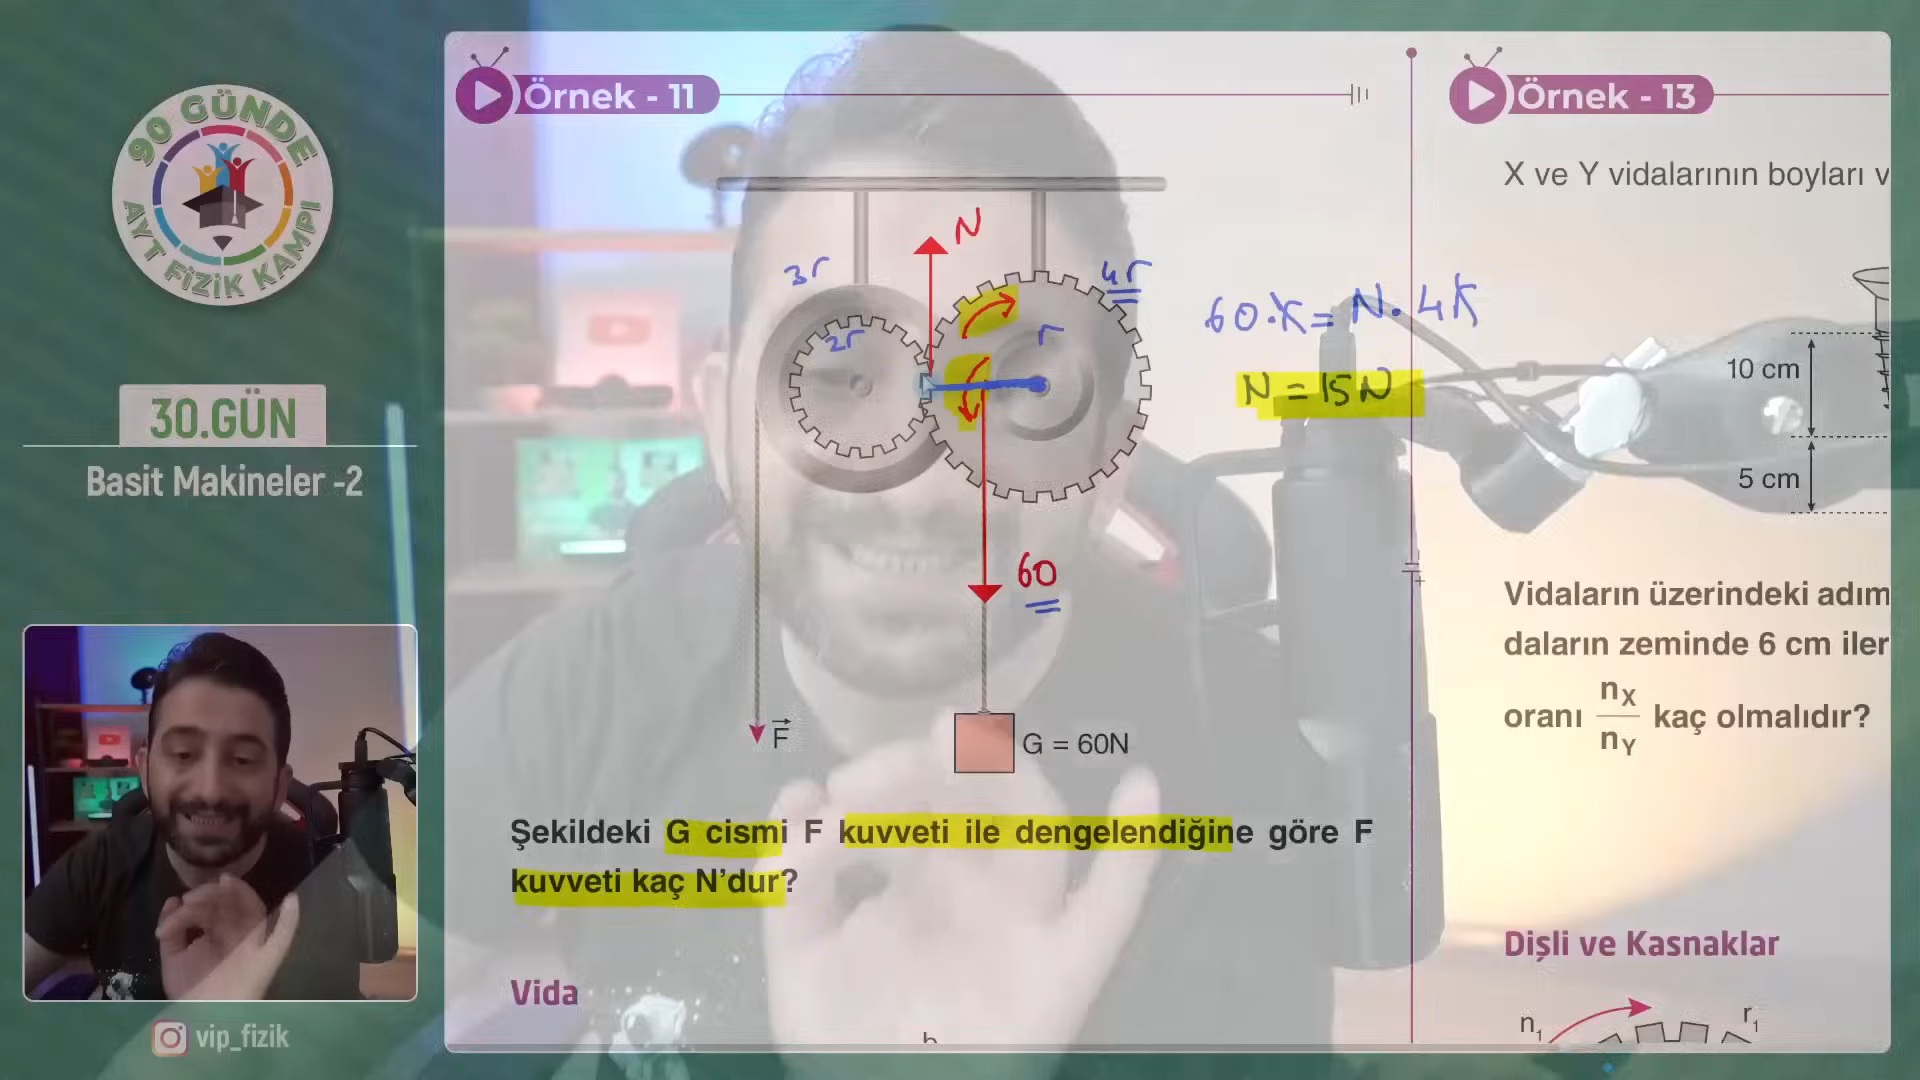 90 GÜNDE
AYT FİZİK KAMPI
30.GÜN
Basit Makineler -2
vip_fizik
Örnek - 11
N
3r
4r
2r
r
60.K = N. 4K
N = 15N
60
F
G = 60N
Şekildeki G cismi F kuvveti ile dengelendiğine göre F
kuvveti kaç N'dur?
Vida
Örnek - 13
X ve Y vidalarının boyları v
10 cm
5 cm
Vidaların üzerindeki adım
daların zeminde 6 cm iler
oranı nX/nY kaç olmalıdır?
Dişli ve Kasnaklar
n1
r1